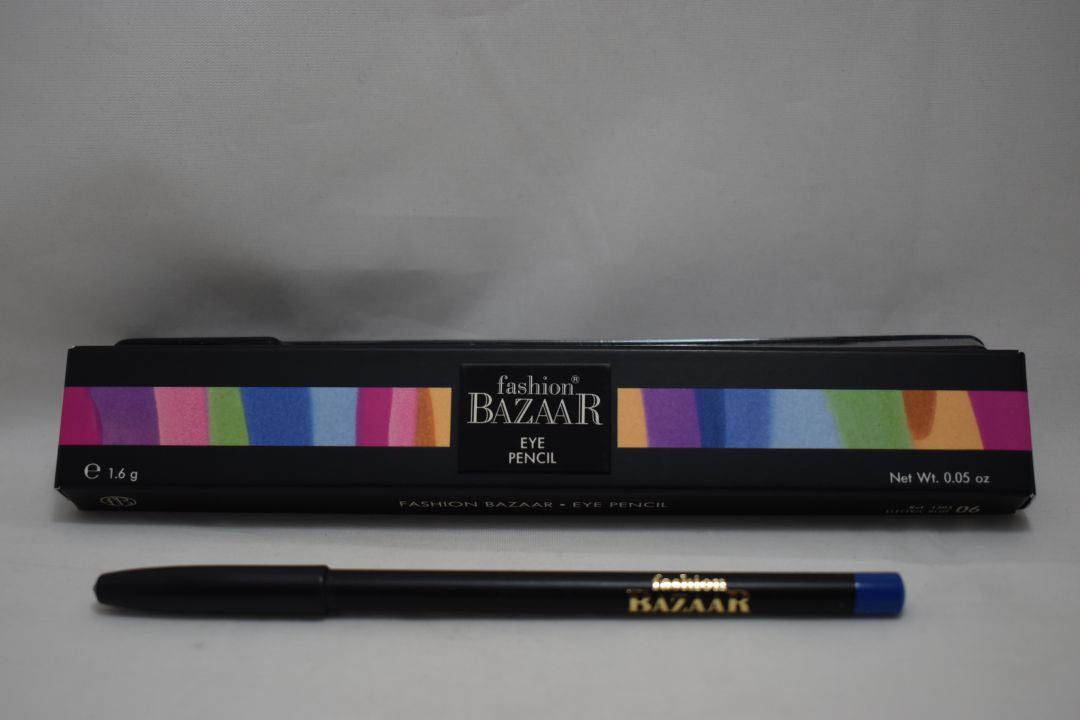 fashion®
BAZAAR
EYE
PENCIL
e 1.6 g
Net Wt. 0.05 oz
FASHION BAZAAR • EYE PENCIL
06
fashion
BAZAAR